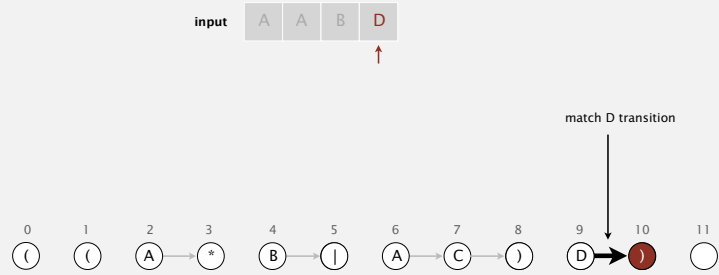 input A A B D
match D transition
0 1 2 3 4 5 6 7 8 9 10 11
( ( A * B | A C ) D )